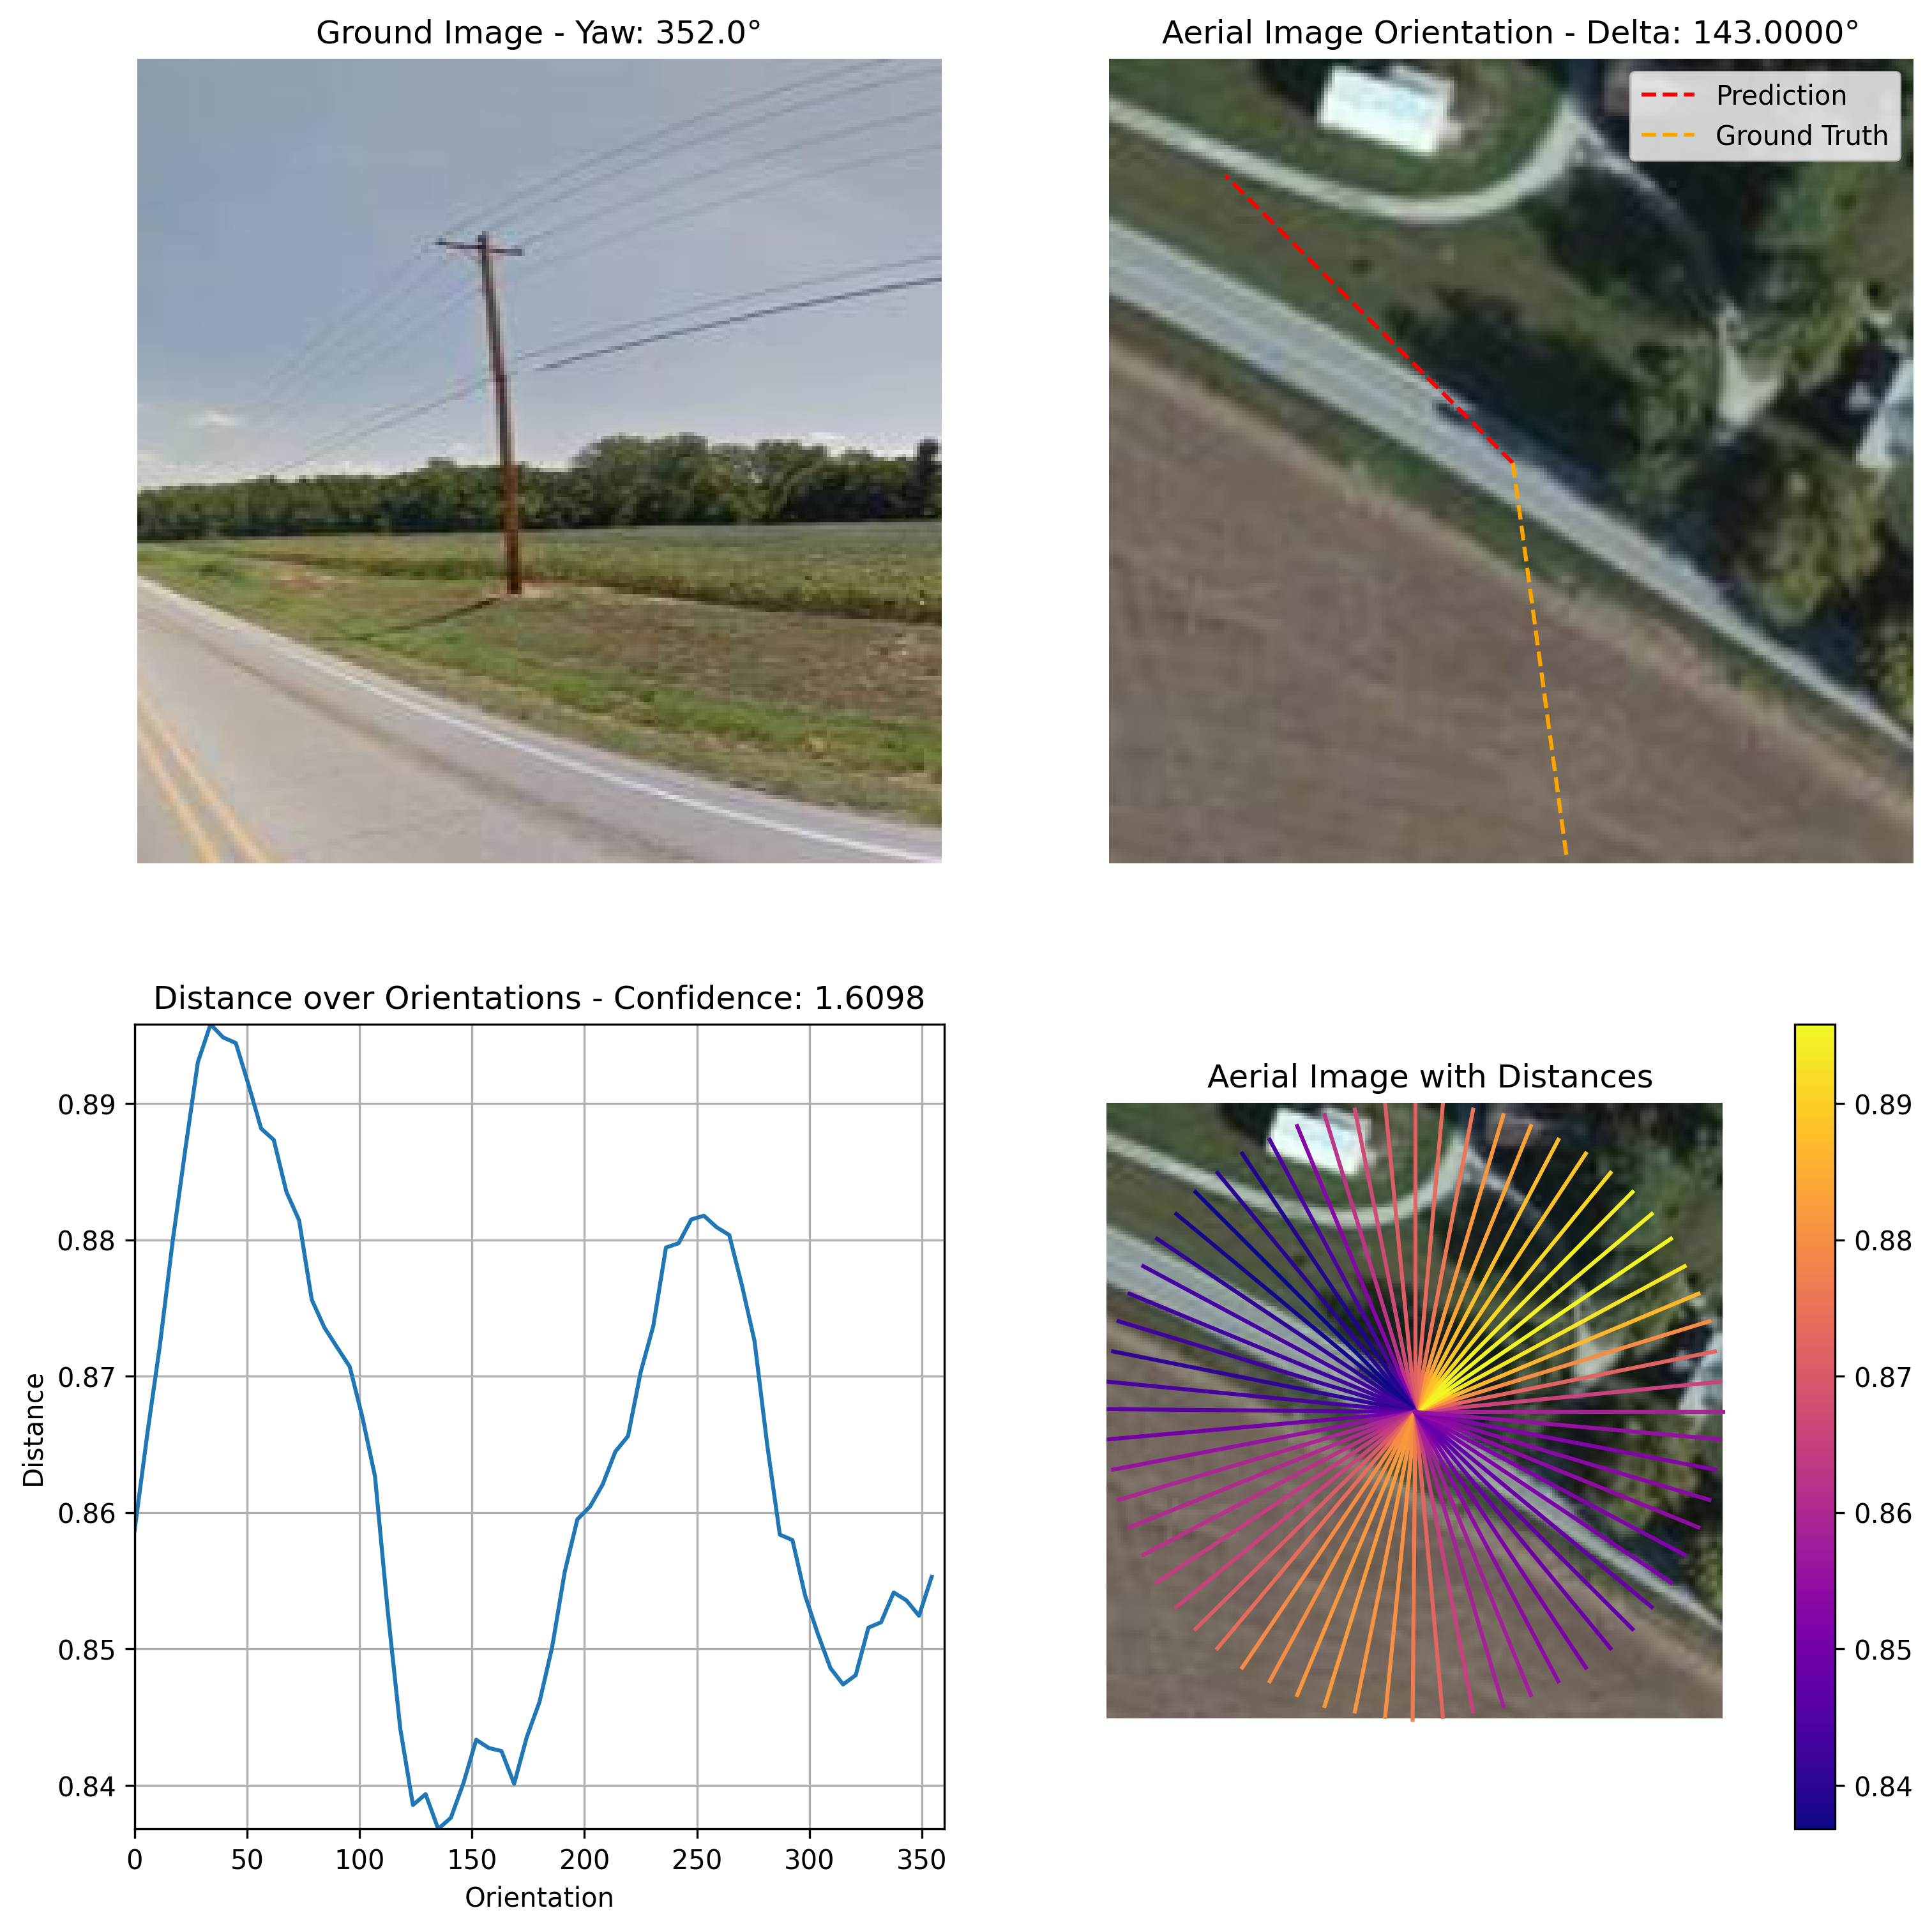 Ground Image - Yaw: 352.0°
Aerial Image Orientation - Delta: 143.0000°
Prediction
Ground Truth
Distance over Orientations - Confidence: 1.6098
Distance
0.89
0.88
0.87
0.86
0.85
0.84
0 50 100 150 200 250 300 350
Orientation
Aerial Image with Distances
0.89
0.88
0.87
0.86
0.85
0.84